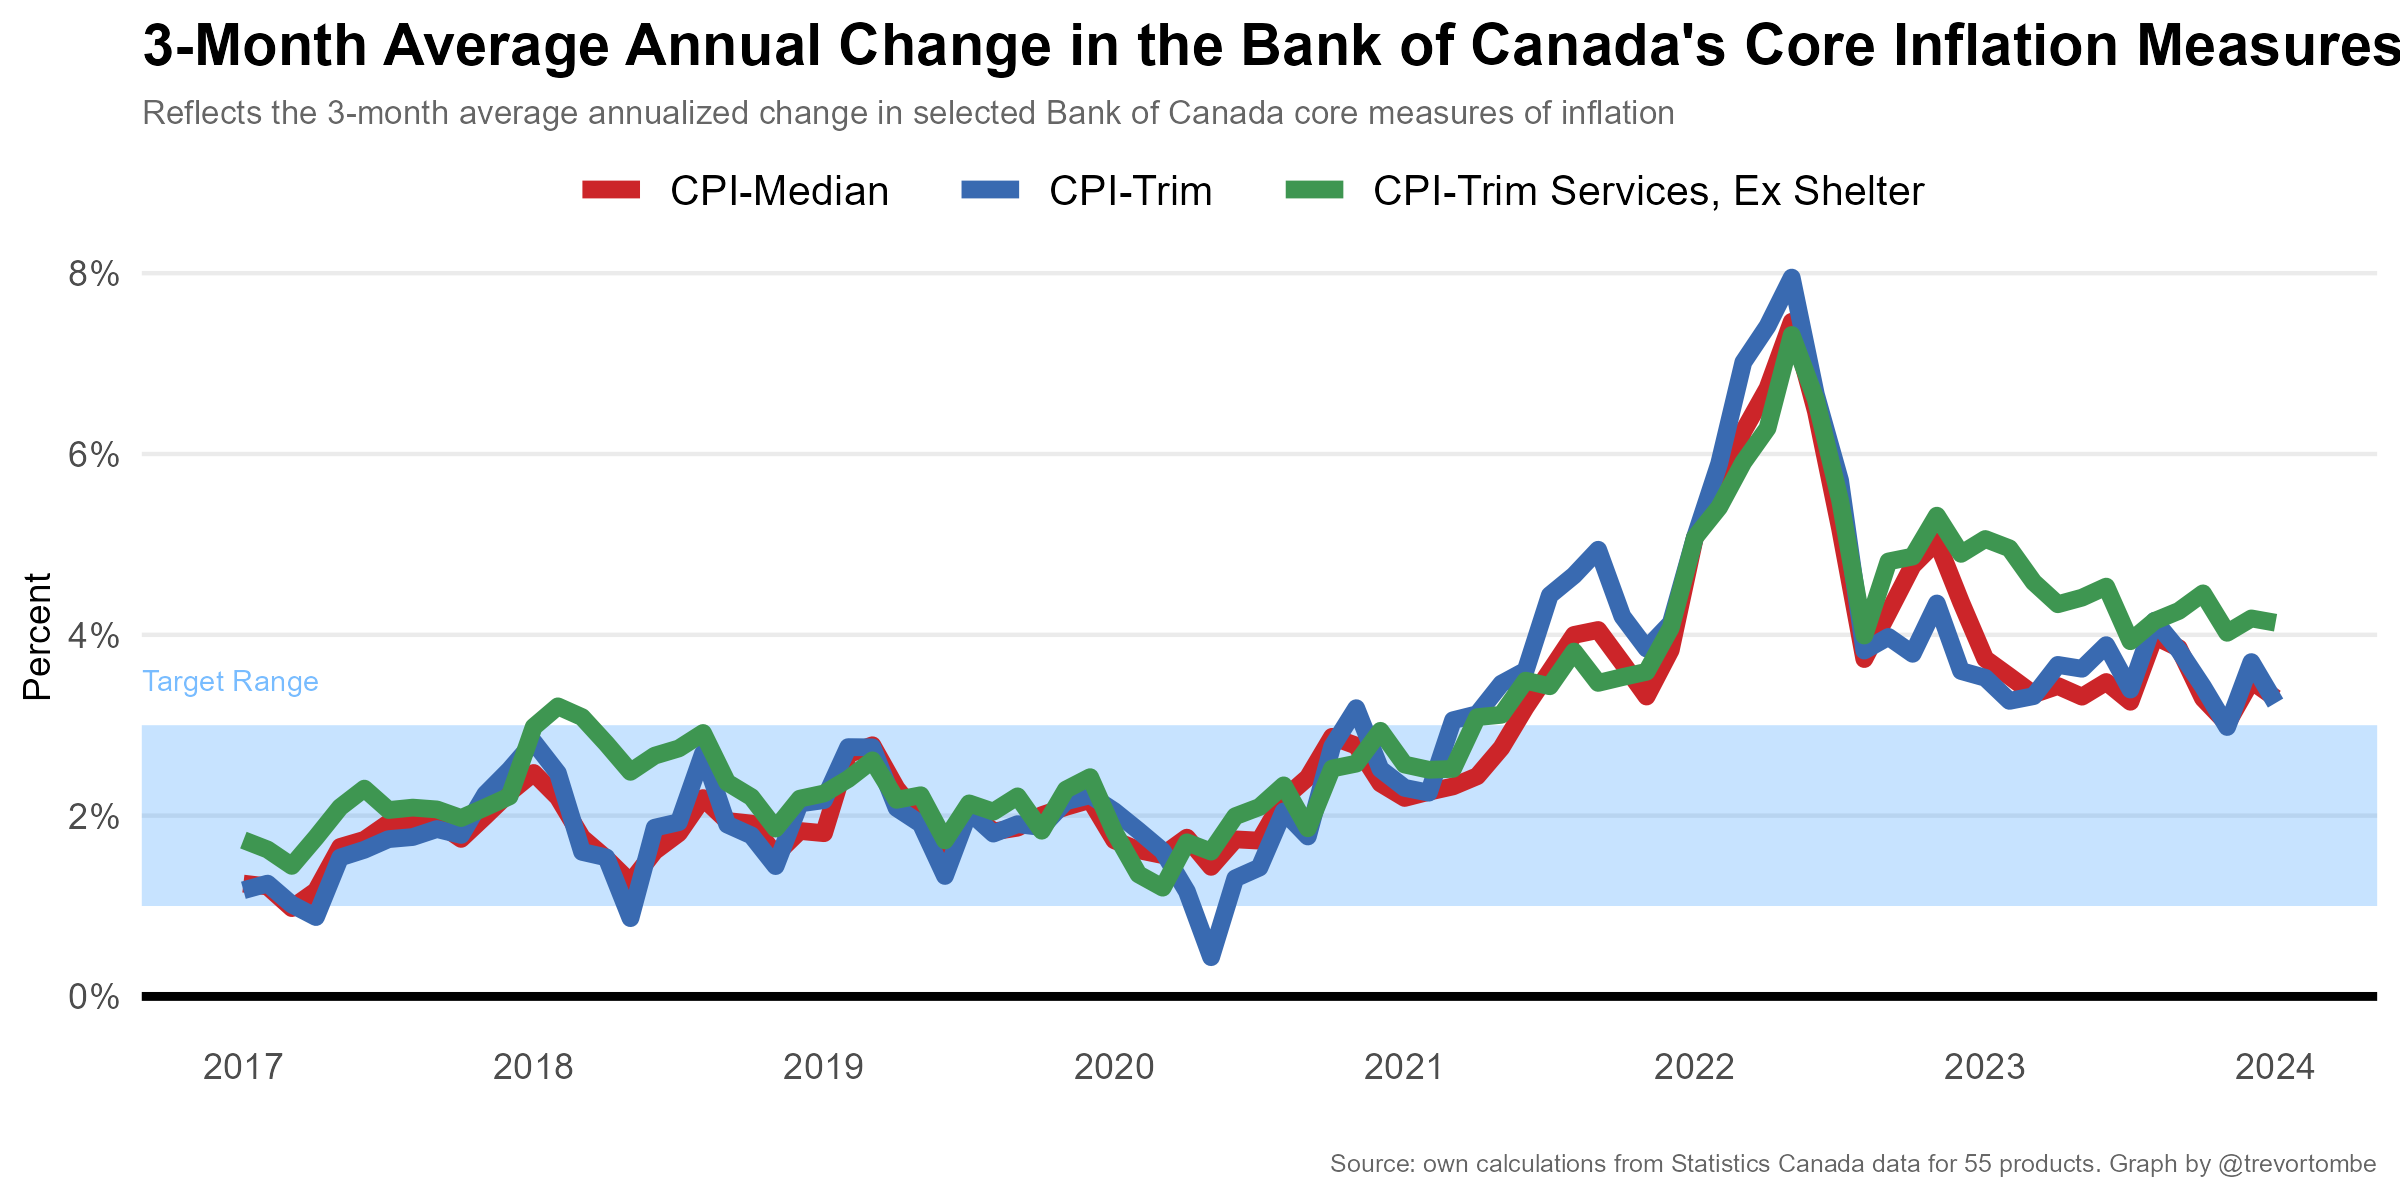 3-Month Average Annual Change in the Bank of Canada's Core Inflation Measures
Reflects the 3-month average annualized change in selected Bank of Canada core measures of inflation
CPI-Median CPI-Trim CPI-Trim Services, Ex Shelter
8%
6%
4%
Target Range
2%
0%
Percent
2017 2018 2019 2020 2021 2022 2023 2024
Source: own calculations from Statistics Canada data for 55 products. Graph by @trevortombe